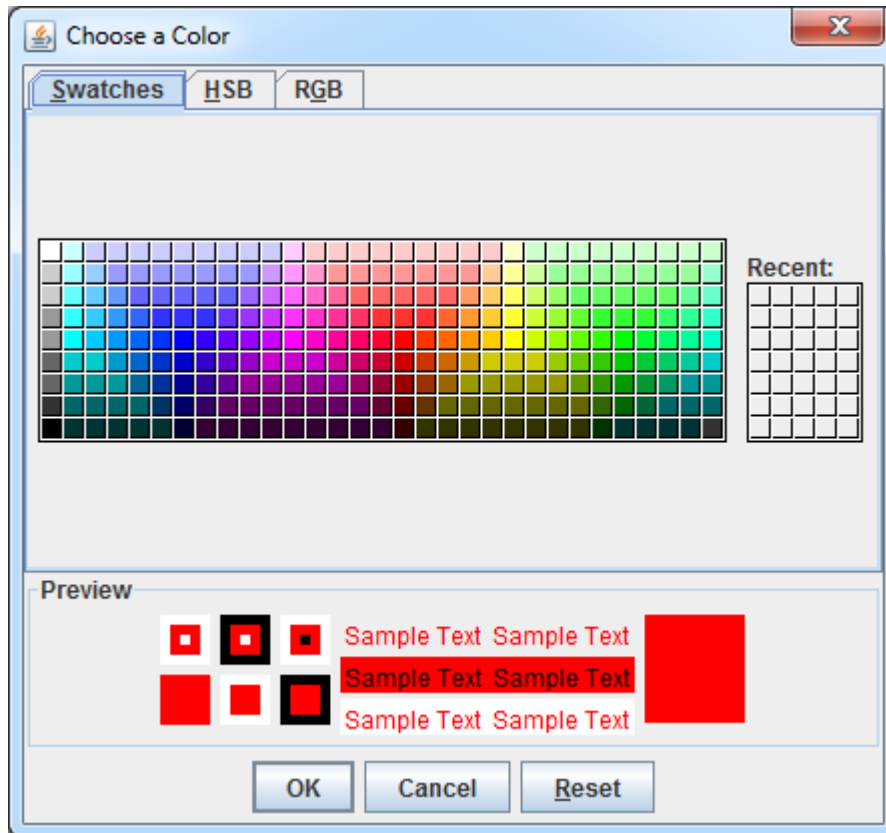 Choose a Color
Swatches HSB RGB
Recent:
Preview
Sample Text Sample Text
Sample Text Sample Text
Sample Text Sample Text
OK Cancel Reset